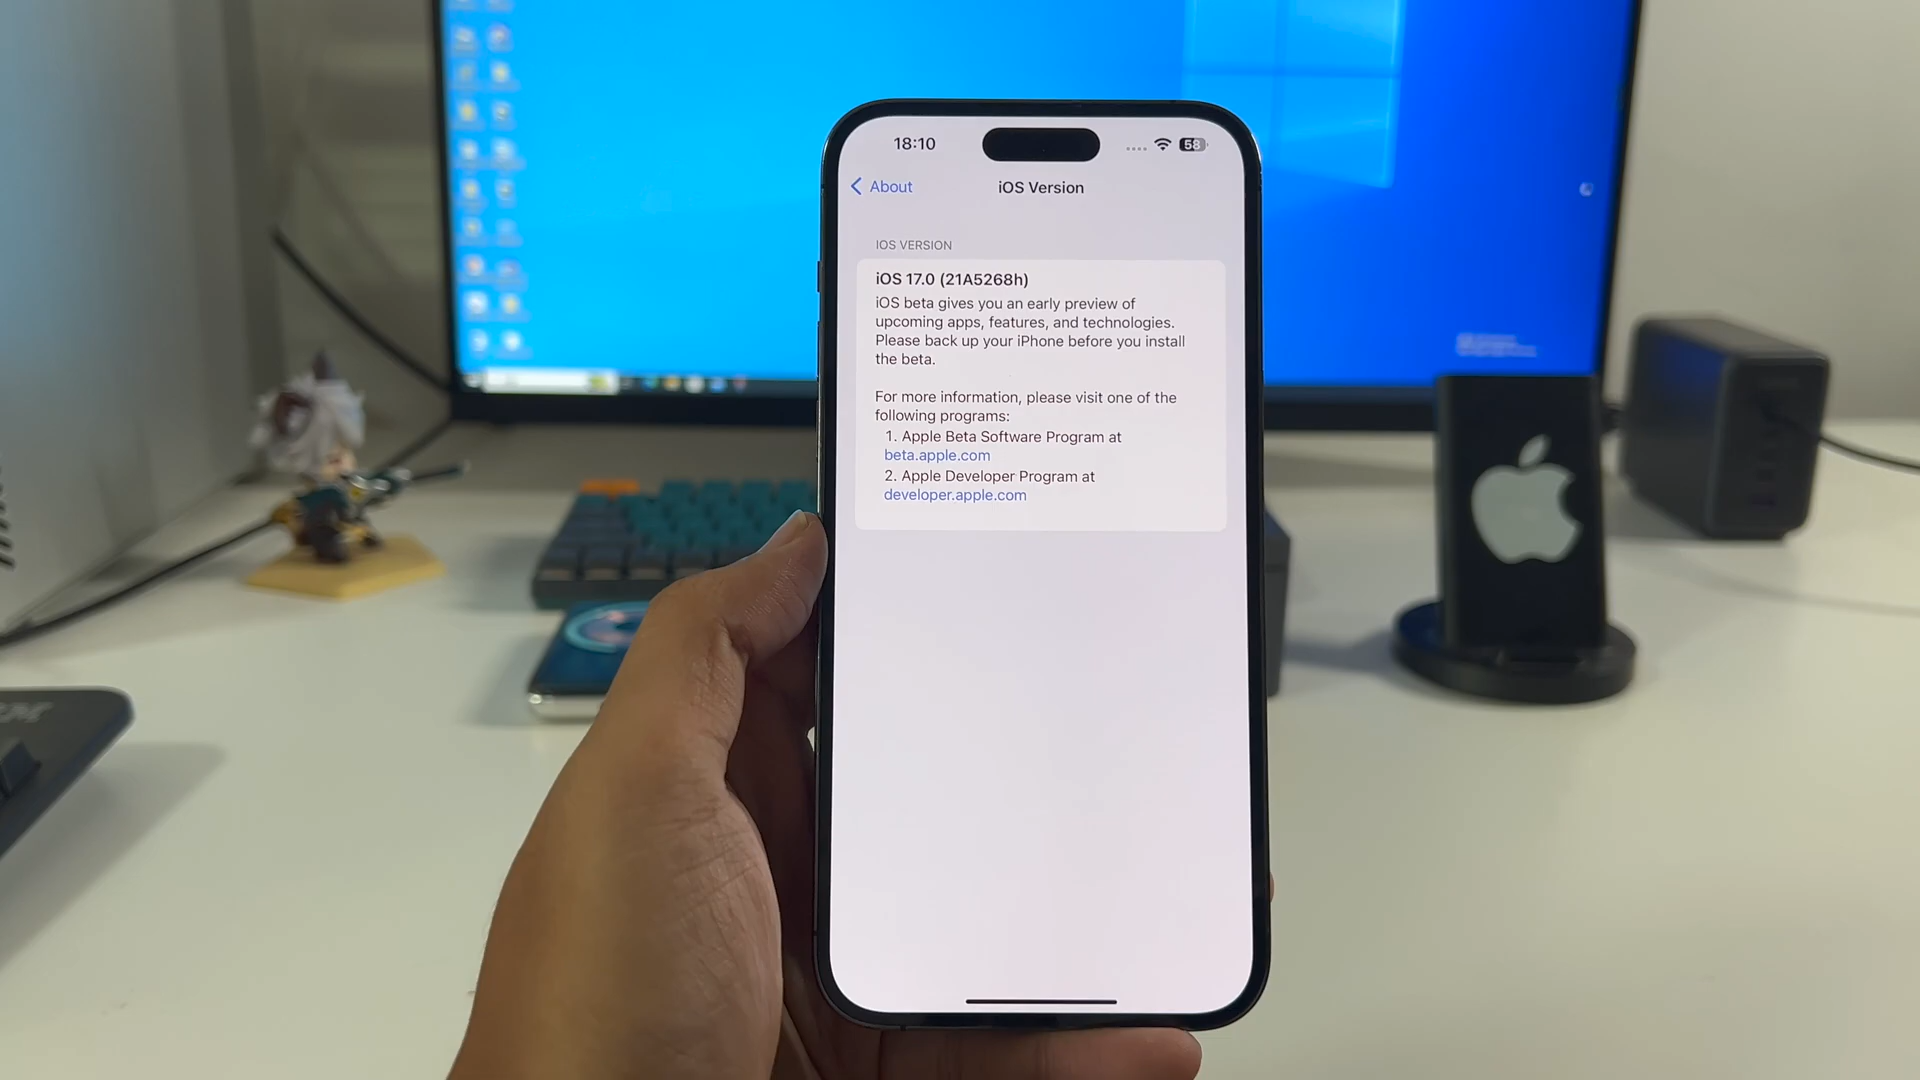 18:10
58
About
iOS Version
IOS VERSION
iOS 17.0 (21A5268h)
iOS beta gives you an early preview of
upcoming apps, features, and technologies.
Please back up your iPhone before you install
the beta.
For more information, please visit one of the
following programs:
1. Apple Beta Software Program at
beta.apple.com
2. Apple Developer Program at
developer.apple.com